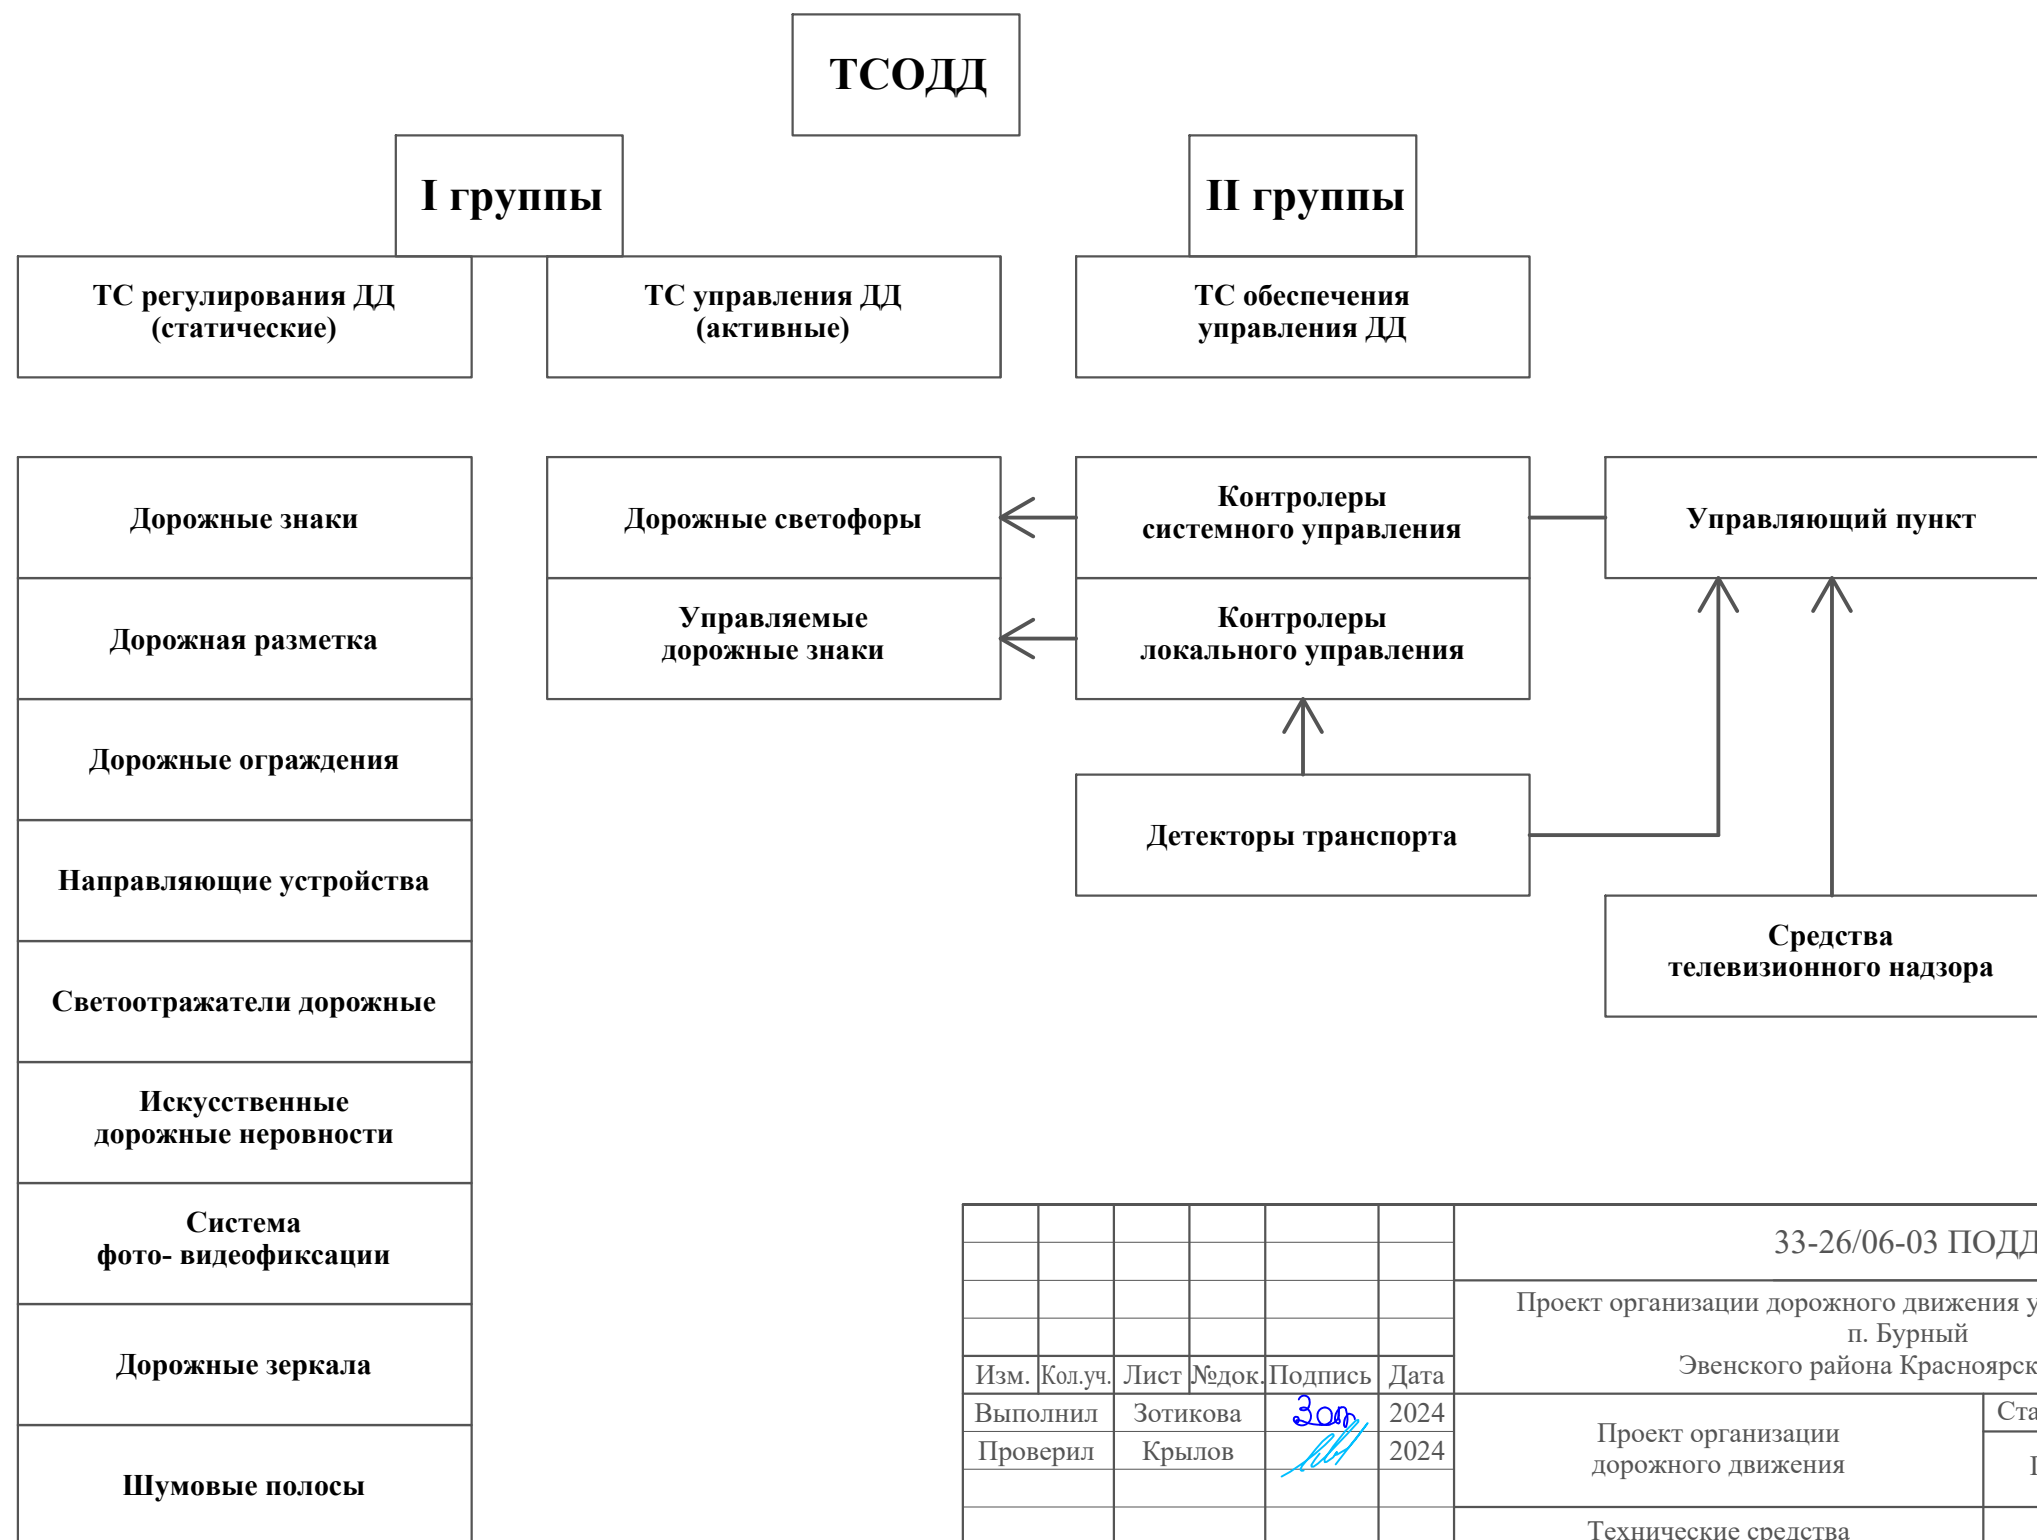 ТСОДД
I группы
II группы
ТС регулирования ДД
(статические)
ТС управления ДД
(активные)
ТС обеспечения
управления ДД
Дорожные знаки
Дорожные светофоры
Контролеры
системного управления
Управляющий пункт
Дорожная разметка
Управляемые
дорожные знаки
Контролеры
локального управления
Дорожные ограждения
Детекторы транспорта
Направляющие устройства
Средства
телевизионного надзора
Светоотражатели дорожные
Искусственные
дорожные неровности
Система
фото- видеофиксации
Дорожные зеркала
Шумовые полосы
33-26/06-03 ПОДД
Проект организации дорожного движения
п. Бурный
Эвенского района
Изм. Кол.уч. Лист №док. Подпись Дата
Выполнил Зотикова 2024
Проверил Крылов 2024
Проект организации
дорожного движения
Технические средства